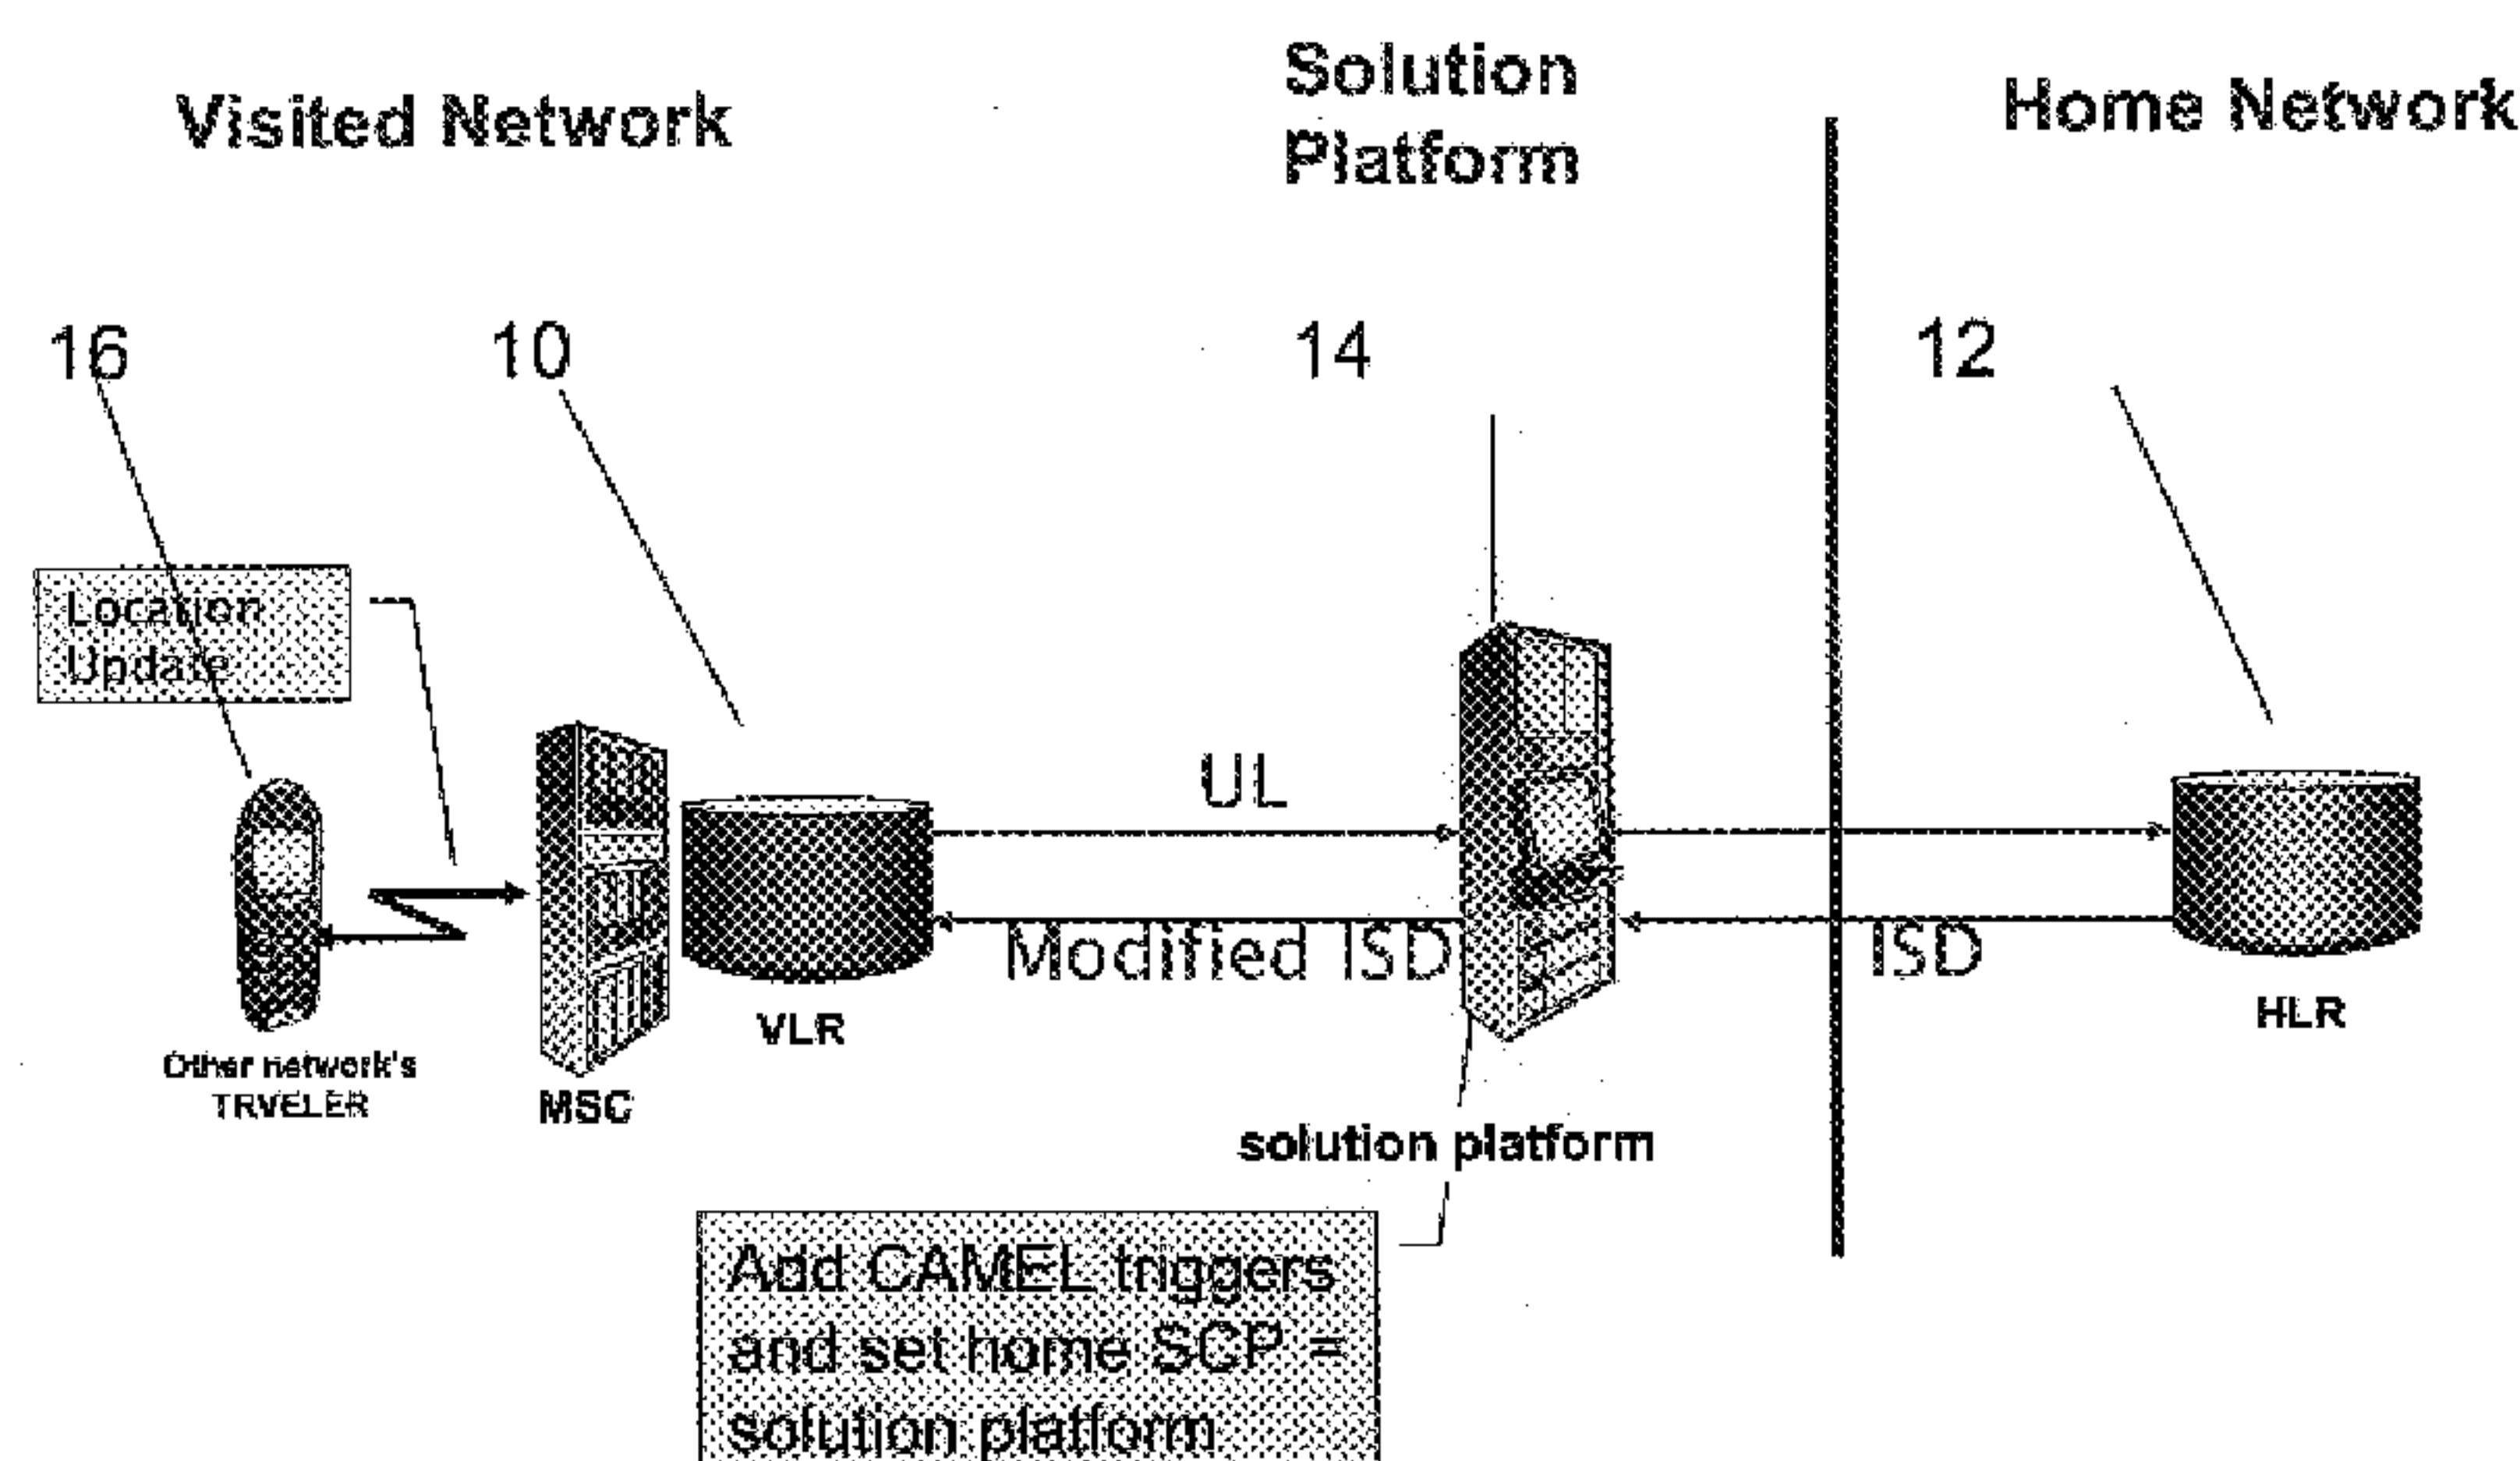 Visited Network
Solution
Platform
Home Network
16
10
14
12
Location
Update
UL
Modified ISD
ISD
VLR
HLR
Other network's
TRVELER
MSC
solution platform
Add CAMEL triggers
and set home SCP =
solution platform